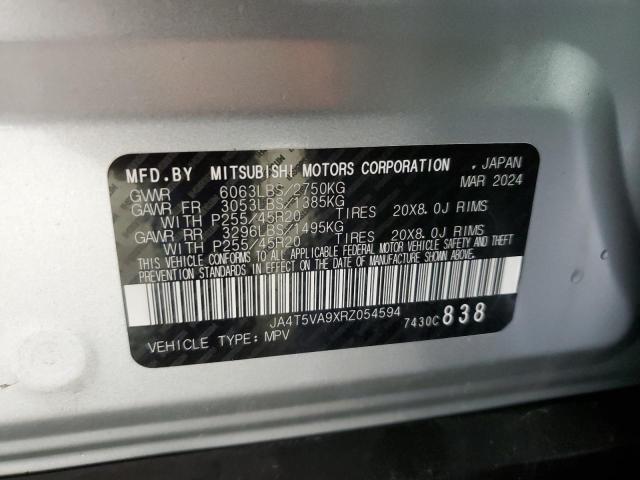 MFD.BY MITSUBISHI MOTORS CORPORATION , JAPAN
GVWR 6063LBS/2750KG MAR 2024
GAWR FR 3053LBS/1385KG
WITH P255/45R20 TIRES 20X8.0J RIMS
GAWR RR 3296LBS/1495KG
WITH P255/45R20 TIRES 20X8.0J RIMS
THIS VEHICLE CONFORMS TO ALL APPLICABLE FEDERAL MOTOR VEHICLE SAFETY AND THEFT
PREVENTION STANDARDS IN EFFECT ON THE DATE OF MANUFACTURE SHOWN ABOVE.
JA4T5VA9XRZ054594 7430C 838
VEHICLE TYPE: MPV